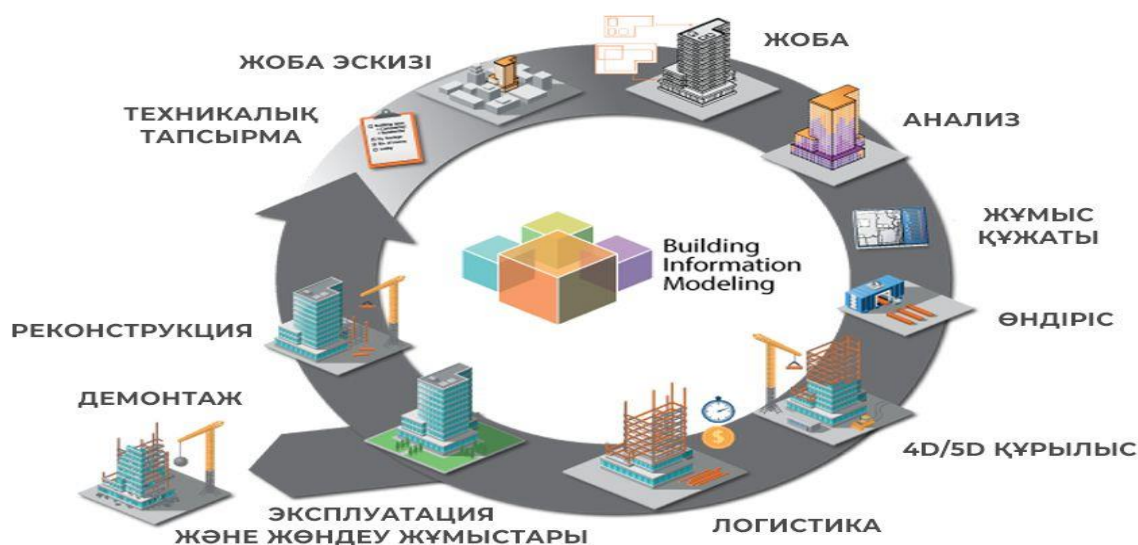 ТЕХНИКАЛЫҚ
ТАПСЫРМА
ЖОБА ЭСКИЗІ
ЖОБА
АНАЛИЗ
ЖҰМЫС
ҚҰЖАТЫ
ӨНДІРІС
4D/5D ҚҰРЫЛЫС
ЛОГИСТИКА
ЭКСПЛУАТАЦИЯ
ЖӘНЕ ЖӨНДЕУ ЖҰМЫСТАРЫ
ДЕМОНТАЖ
РЕКОНСТРУКЦИЯ
Building
Information
Modeling